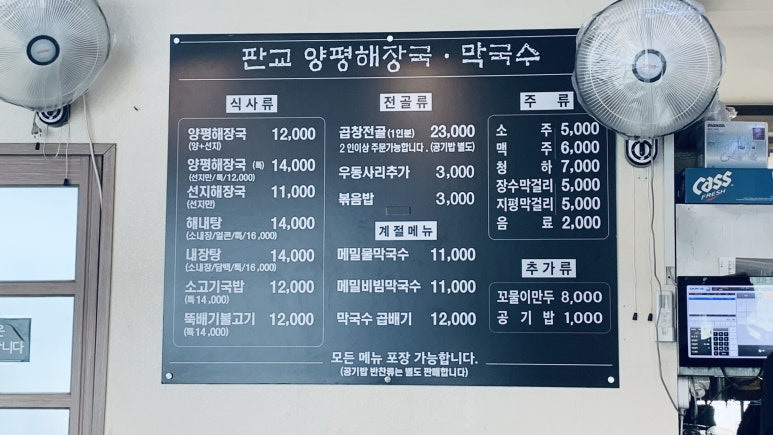 판교 양평해장국 · 막국수
식사류
양평해장국 12,000
(양+선지)
양평해장국 (특) 14,000
(선지만/특/12,000)
선지해장국 11,000
(선지만)
해내탕 14,000
(소내장/얼큰/특/16,000)
내장탕 14,000
(소내장/담백/특/16,000)
소고기국밥 12,000
(특14,000)
뚝배기불고기 12,000
(특14,000)
전골류
곱창전골(1인분) 23,000
2인이상 주문가능합니다.(공기밥 별도)
우동사리추가 3,000
볶음밥 3,000
계절메뉴
메밀물막국수 11,000
메밀비빔막국수 11,000
막국수 곱배기 12,000
주 류
소 주 5,000
맥 주 6,000
청 하 7,000
장수막걸리 5,000
지평막걸리 5,000
음 료 2,000
추가류
꼬물이만두 8,000
공 기 밥 1,000
모든 메뉴 포장 가능합니다.
(공기밥 반찬류는 별도 판매합니다)
Cass
FRESH
은
니다